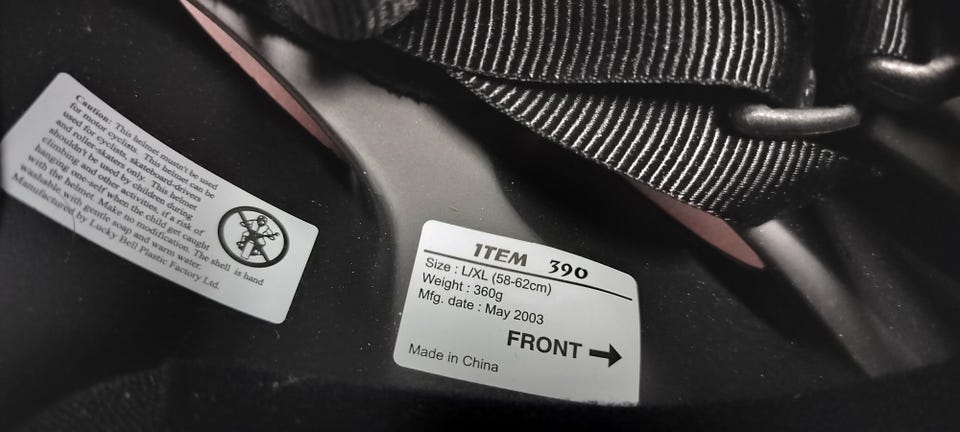 Caution: This helmet musn't be used
for motor cyclists. This helmet can be
used for cyclists, skateboard-drivers
and roller-skaters only. This helmet
shouldn't be used by children during
climbing and other activities, if a risk of
hanging one-self when the child get caught
with the helmet. Make no modification. The shell is hand
washable with gentle soap and warm water.
Manufactured by Lucky Bell Plastic Factory Ltd.
ITEM 390
Size : L/XL (58-62cm)
Weight : 360g
Mfg. date : May 2003
FRONT →
Made in China